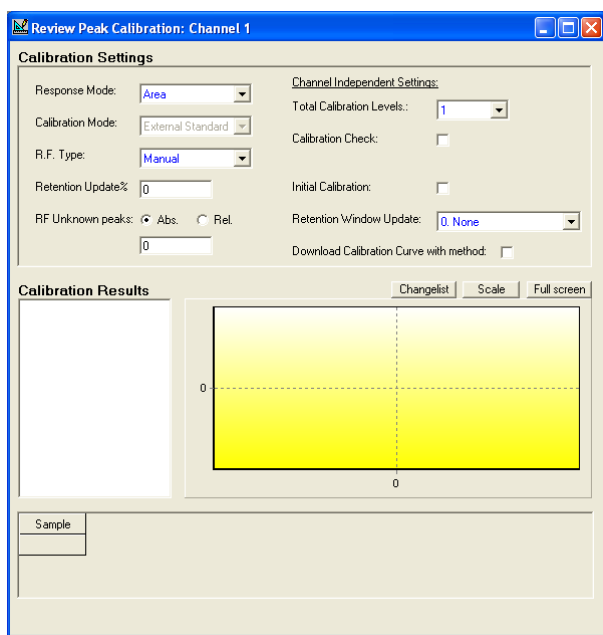 Review Peak Calibration: Channel 1
Calibration Settings
Response Mode: Area
Calibration Mode: External Standard
R.F. Type: Manual
Retention Update% 0
RF Unknown peaks: Abs. Rel.
0
Channel Independent Settings:
Total Calibration Levels.: 1
Calibration Check:
Initial Calibration:
Retention Window Update: 0. None
Download Calibration Curve with method:
Calibration Results
Changelist Scale Full screen
0
0
Sample